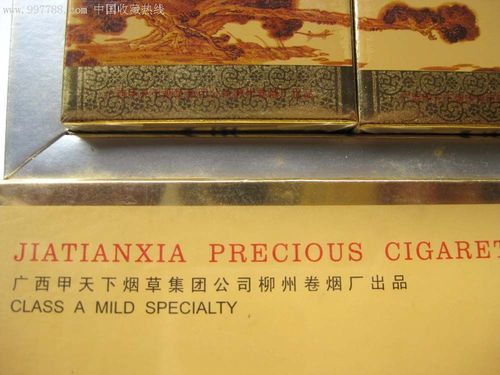 www.997788.com 中国收藏热线
JIATIANXIA PRECIOUS CIGARET
广西甲天下烟草集团公司柳州卷烟厂出品
CLASS A MILD SPECIALTY